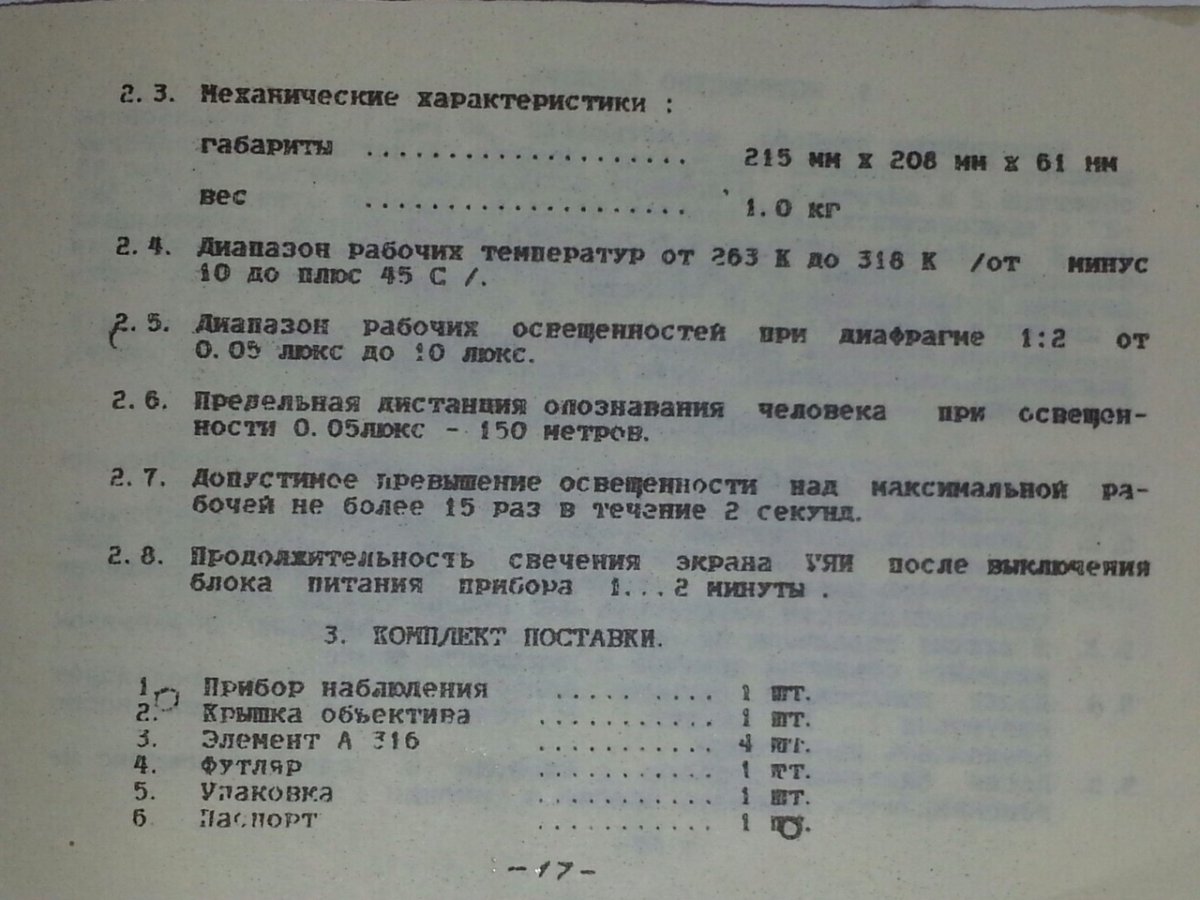 2.3. Механические характеристики :
габариты .................... 215 мм х 208 мм х 61 мм
вес .................... 1.0 кг
2.4. Диапазон рабочих температур от 263 К до 318 К /от минус
10 до плюс 45 С /.
2.5. Диапазон рабочих освещенностей при диафрагме 1:2 от
0.05 люкс до 10 люкс.
2.6. Предельная дистанция опознавания человека при освещен-
ности 0.05люкс - 150 метров.
2.7. Допустимое превышение освещенности над максимальной ра-
бочей не более 15 раз в течение 2 секунд.
2.8. Продолжительность свечения экрана УЯИ после выключения
блока питания прибора 1...2 минуты .
3. КОМПЛЕКТ ПОСТАВКИ.
1. Прибор наблюдения .......... 1 шт.
2. Крышка объектива ........... 1 шт.
3. Элемент А 316 ........... 4 шт.
4. Футляр ........... 1 шт.
5. Упаковка ........... 1 шт.
6 Паспорт ........... 1 шт.
-17-